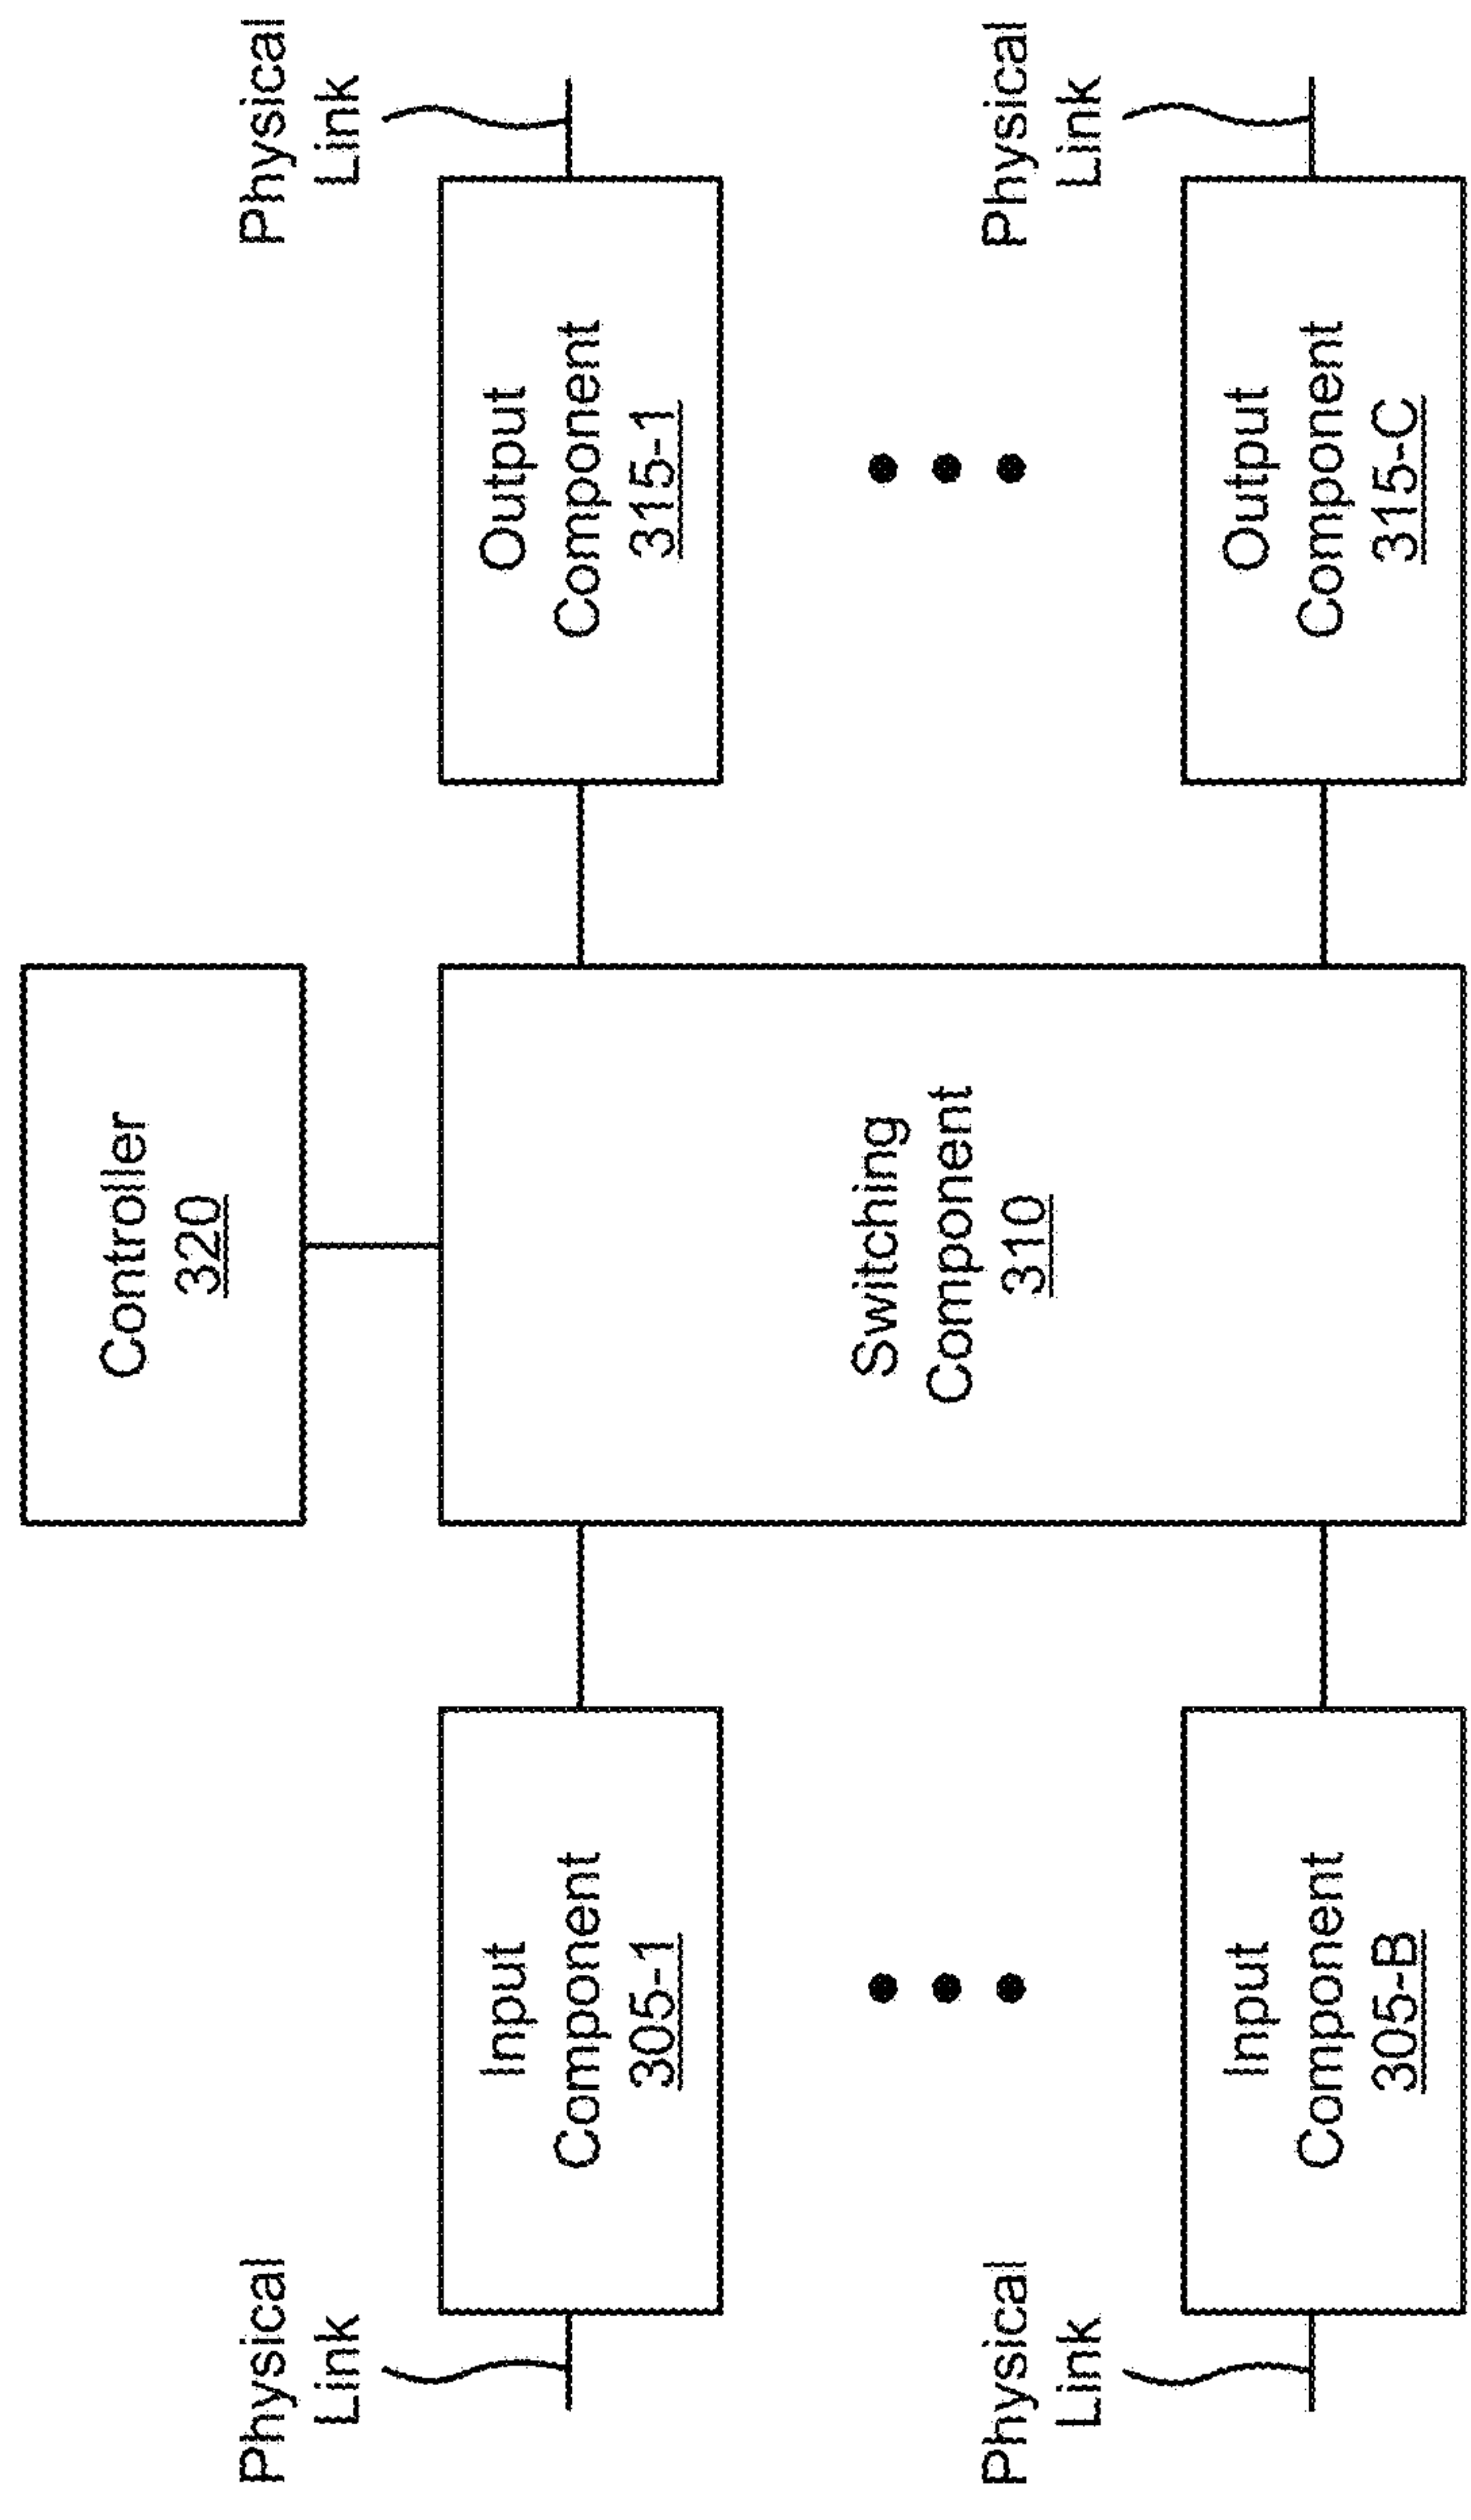 Controller
320
Physical
Link
Physical
Link
Input
Component
305-1
Switching
Component
310
Output
Component
315-1
Physical
Link
Physical
Link
Input
Component
305-B
Output
Component
315-C